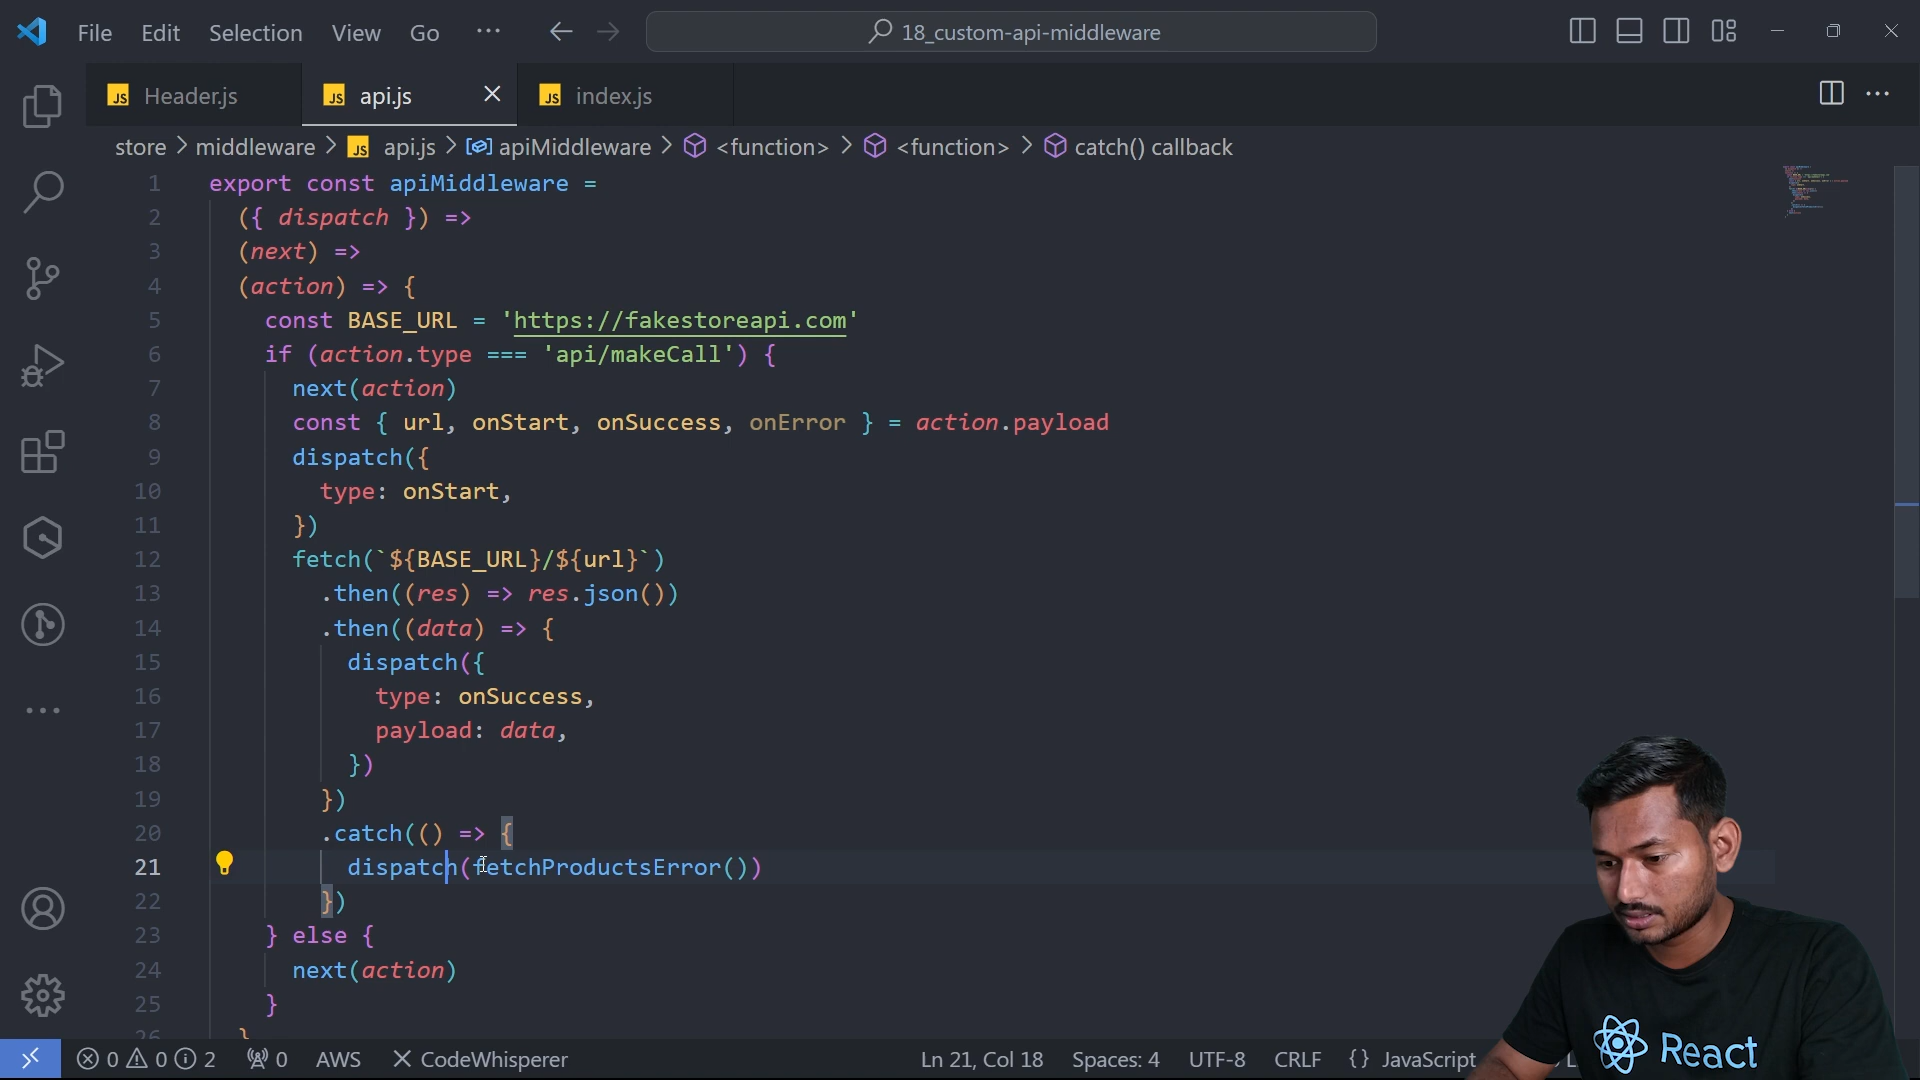 File Edit Selection View Go ··· 18_custom-api-middleware
JS Header.js JS api.js JS index.js
store > middleware > JS api.js > apiMiddleware > <function> > <function> > catch() callback
1 export const apiMiddleware =
2 ({ dispatch }) =>
3 (next) =>
4 (action) => {
5 const BASE_URL = 'https://fakestoreapi.com'
6 if (action.type === 'api/makeCall') {
7 next(action)
8 const { url, onStart, onSuccess, onError } = action.payload
9 dispatch({
10 type: onStart,
11 })
12 fetch(`${BASE_URL}/${url}`)
13 .then((res) => res.json())
14 .then((data) => {
15 dispatch({
16 type: onSuccess,
17 payload: data,
18 })
19 })
20 .catch(() => {
21 dispatch(fetchProductsError())
22 })
23 } else {
24 next(action)
25 }
26 }
0 0 2 0 AWS CodeWhisperer Ln 21, Col 18 Spaces: 4 UTF-8 CRLF {} JavaScript
React